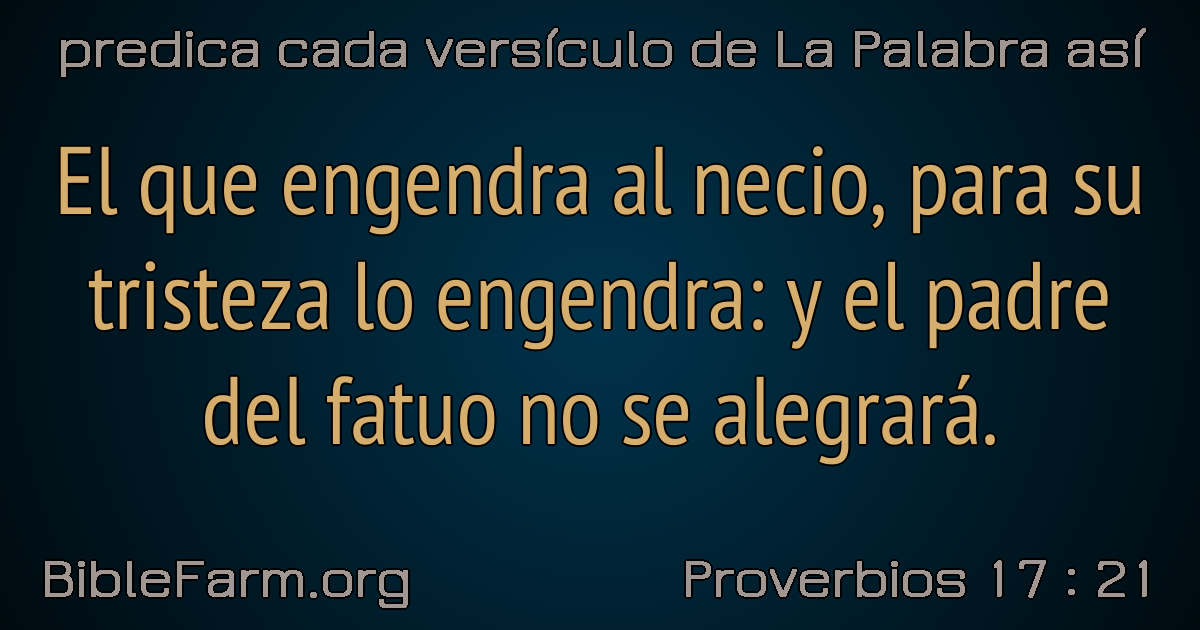 predica cada versículo de La Palabra así
El que engendra al necio, para su
tristeza lo engendra: y el padre
del fatuo no se alegrará.
BibleFarm.org
Proverbios 17 : 21